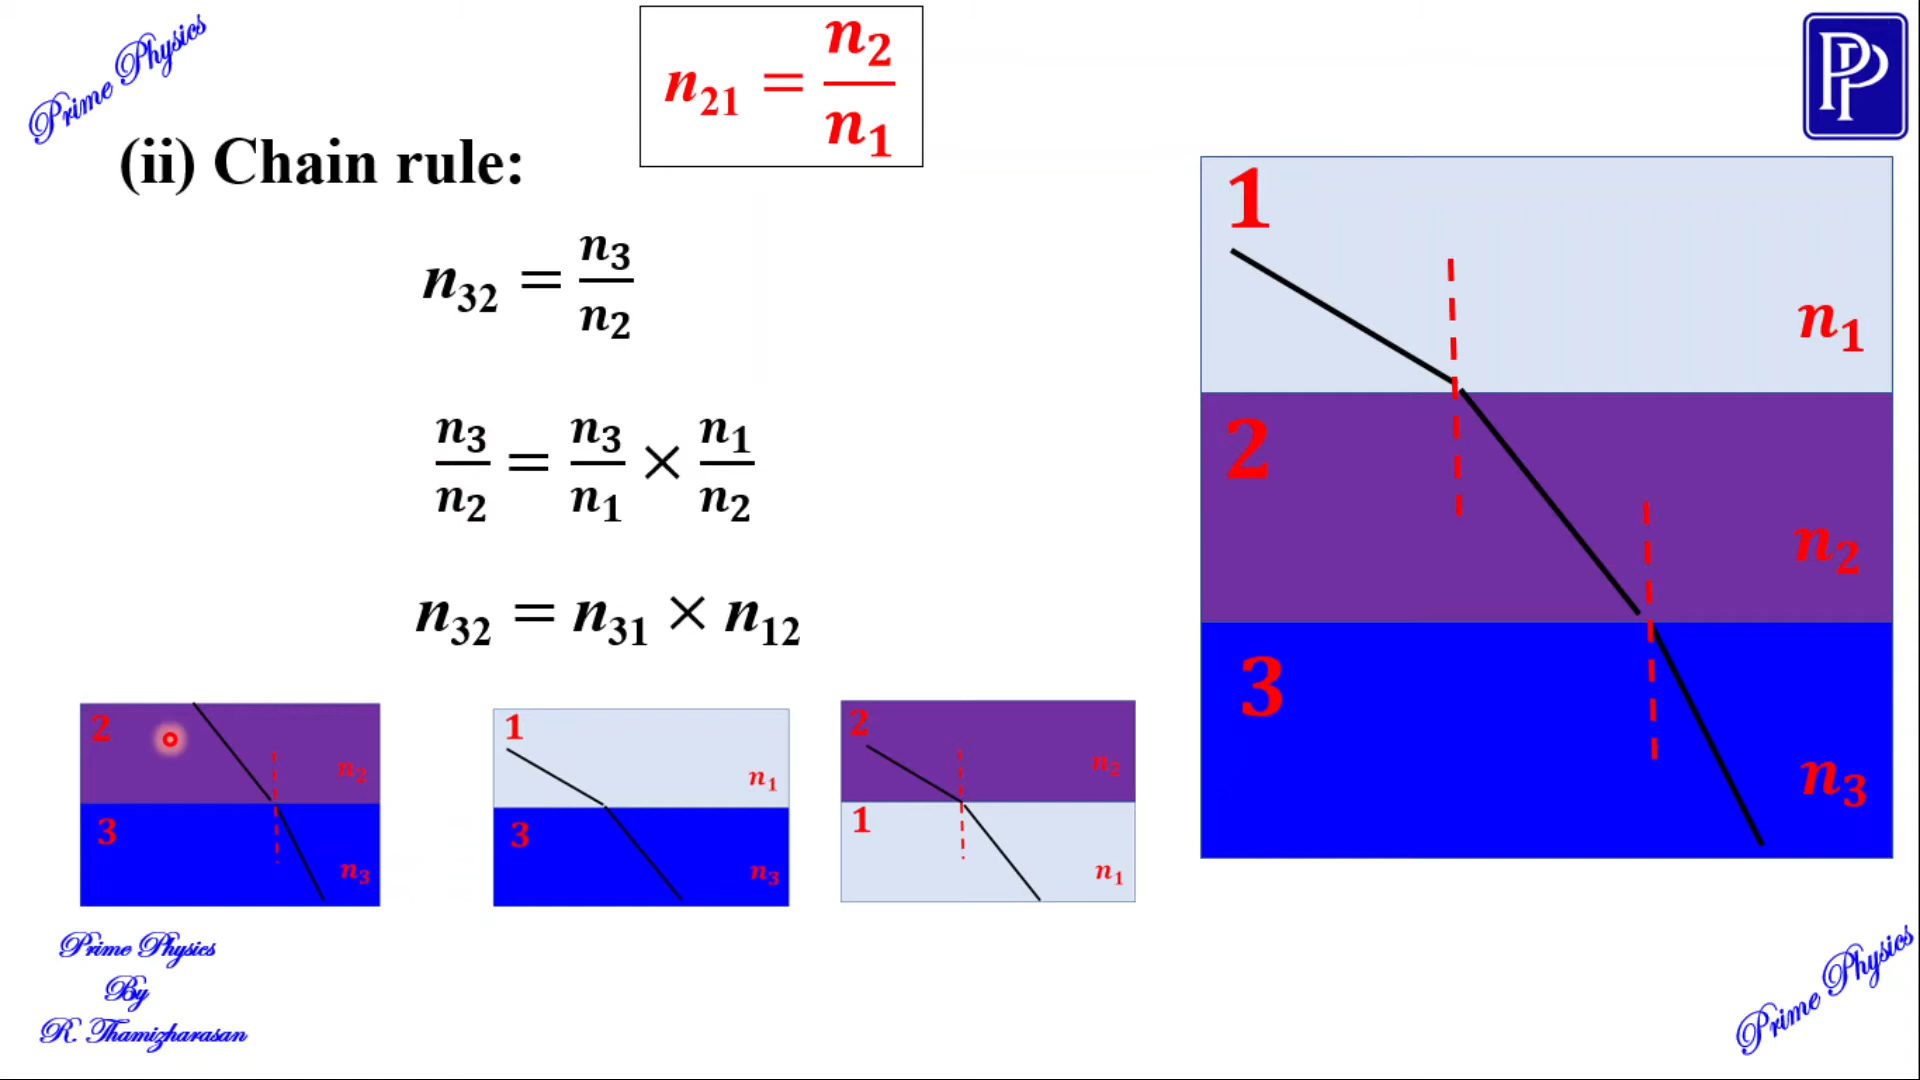 Prime Physics
n₂₁ = n₂/n₁
PP
(ii) Chain rule:
n₃₂ = n₃/n₂
n₃/n₂ = n₃/n₁ × n₁/n₂
n₃₂ = n₃₁ × n₁₂
1
n₁
2
n₂
3
n₃
2
n₂
3
n₃
1
n₁
3
n₃
2
n₂
1
n₁
Prime Physics
By
R. Thamizharasan
Prime Physics